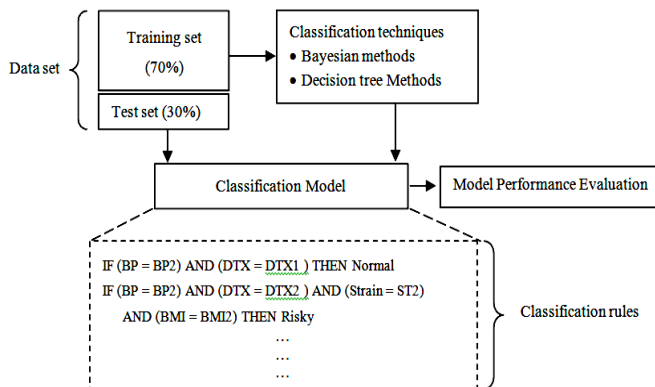 Data set
Training set
(70%)
Test set (30%)
Classification techniques
• Bayesian methods
• Decision tree Methods
Classification Model
Model Performance Evaluation
IF (BP = BP2) AND (DTX = DTX1 ) THEN Normal
IF (BP = BP2) AND (DTX = DTX2 ) AND (Strain = ST2)
AND (BMI = BMI2) THEN Risky
…
…
…
Classification rules